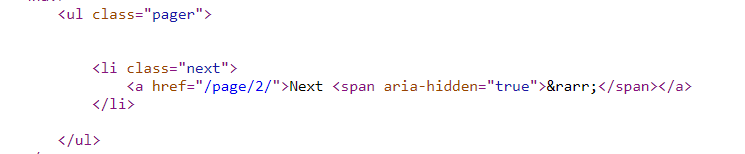 <ul class="pager">
<li class="next">
<a href="/page/2/">Next <span aria-hidden="true">&rarr;</span></a>
</li>
</ul>